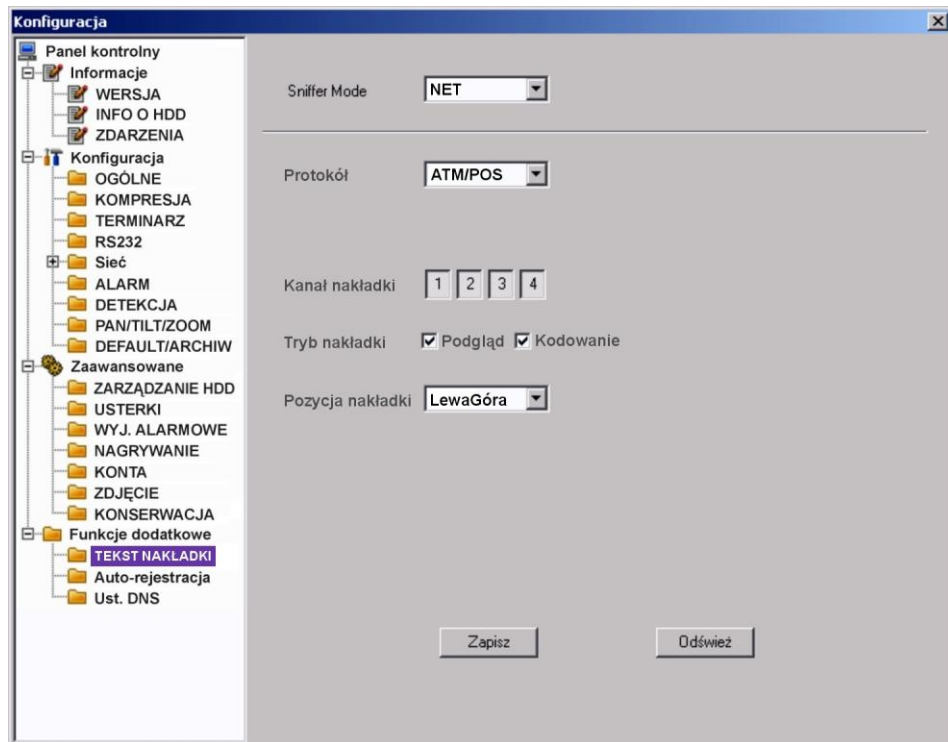 Konfiguracja
Panel kontrolny
Informacje
WERSJA
INFO O HDD
ZDARZENIA
Konfiguracja
OGÓLNE
KOMPRESJA
TERMINARZ
RS232
Sieć
ALARM
DETEKCJA
PAN/TILT/ZOOM
DEFAULT/ARCHIW
Zaawansowane
ZARZĄDZANIE HDD
USTERKI
WYJ. ALARMOWE
NAGRYWANIE
KONTA
ZDJĘCIE
KONSERWACJA
Funkcje dodatkowe
TEKST NAKLADKI
Auto-rejestracja
Ust. DNS
Sniffer Mode NET
Protokół ATM/POS
Kanał nakładki 1 2 3 4
Tryb nakładki Podgląd Kodowanie
Pozycja nakładki LewaGóra
Zapisz Odśwież